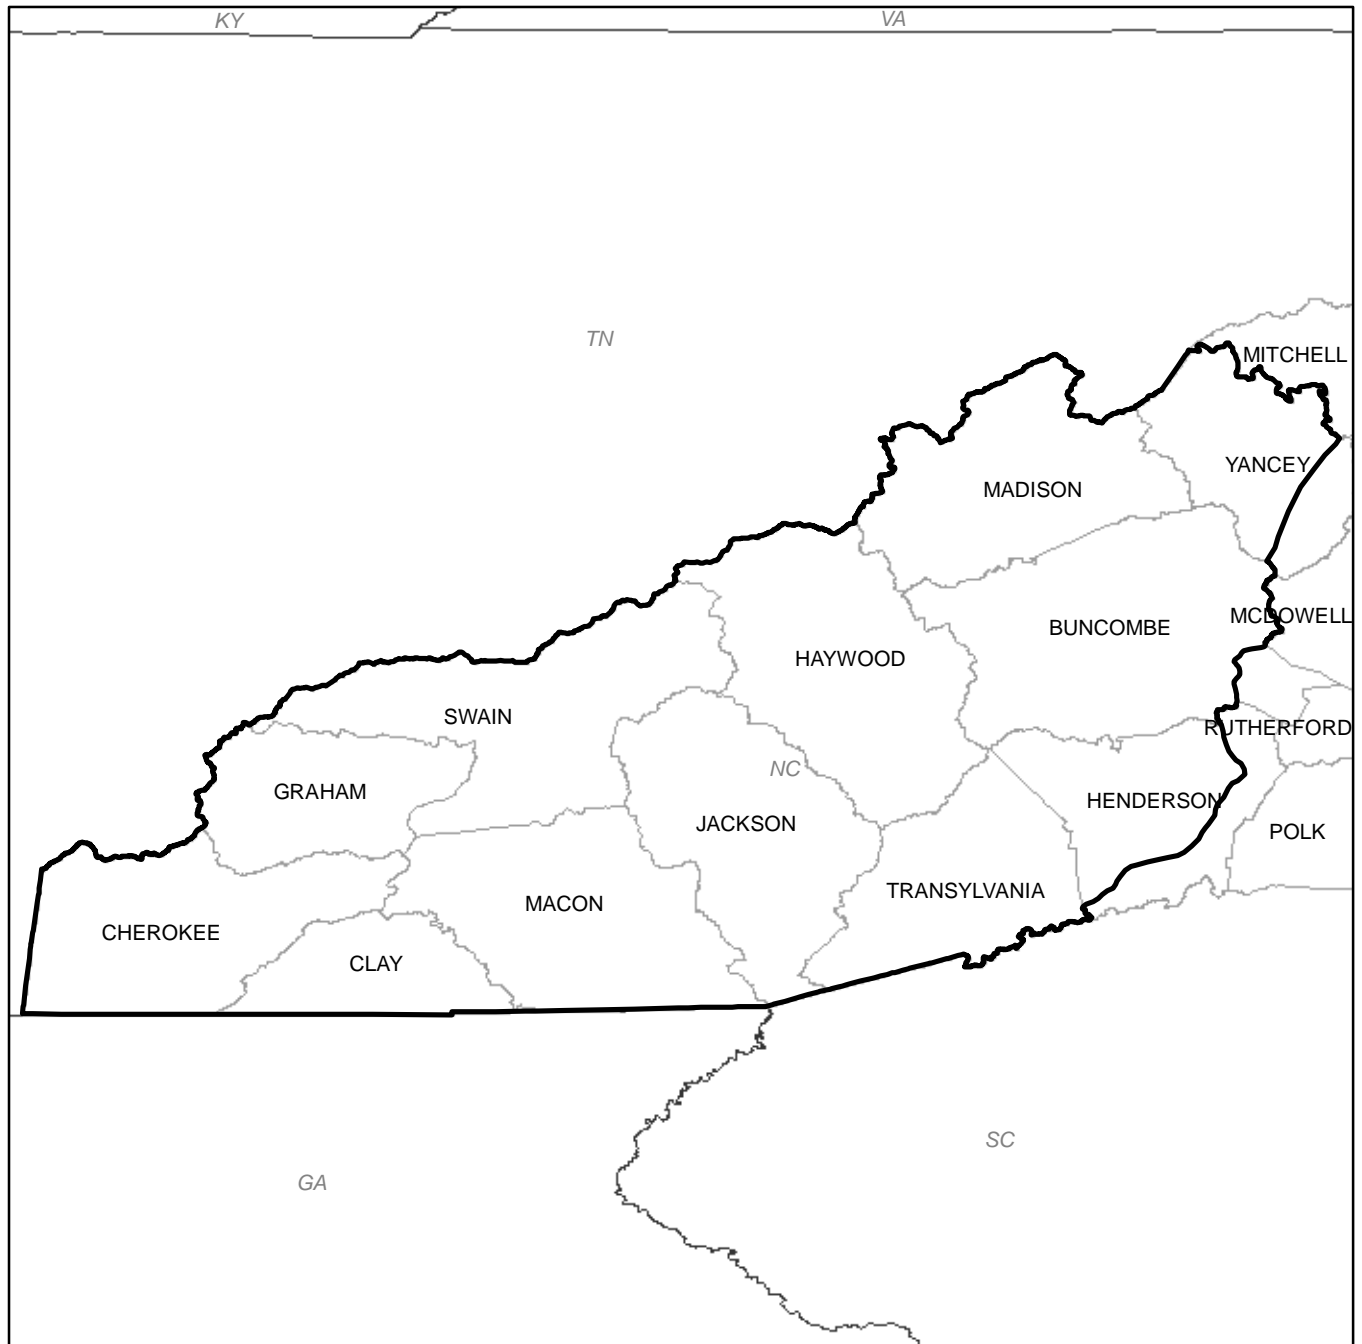 KY
VA
TN
MITCHELL
YANCEY
MADISON
MCDOWELL
BUNCOMBE
HAYWOOD
SWAIN
RUTHERFORD
NC
GRAHAM
HENDERSON
JACKSON
POLK
TRANSYLVANIA
MACON
CHEROKEE
CLAY
SC
GA